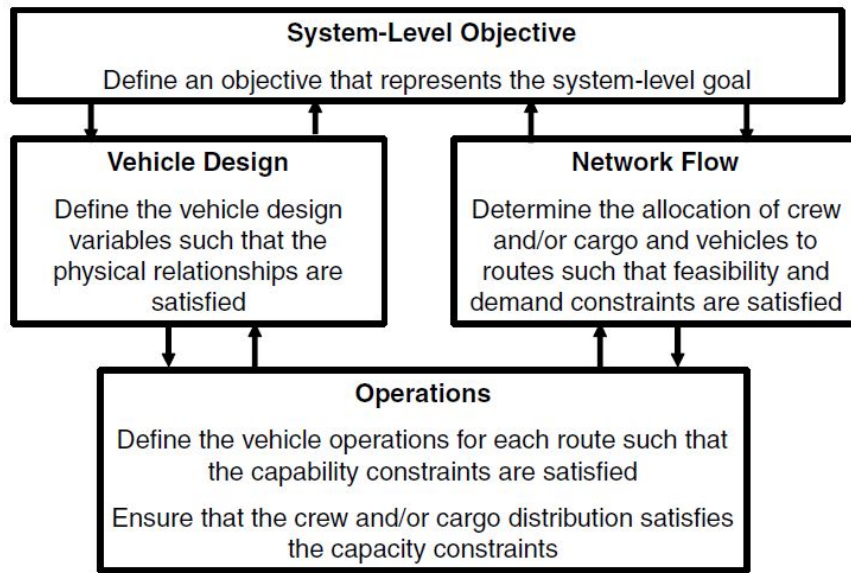 System-Level Objective
Define an objective that represents the system-level goal
Vehicle Design
Define the vehicle design
variables such that the
physical relationships are
satisfied
Network Flow
Determine the allocation of crew
and/or cargo and vehicles to
routes such that feasibility and
demand constraints are satisfied
Operations
Define the vehicle operations for each route such that
the capability constraints are satisfied
Ensure that the crew and/or cargo distribution satisfies
the capacity constraints